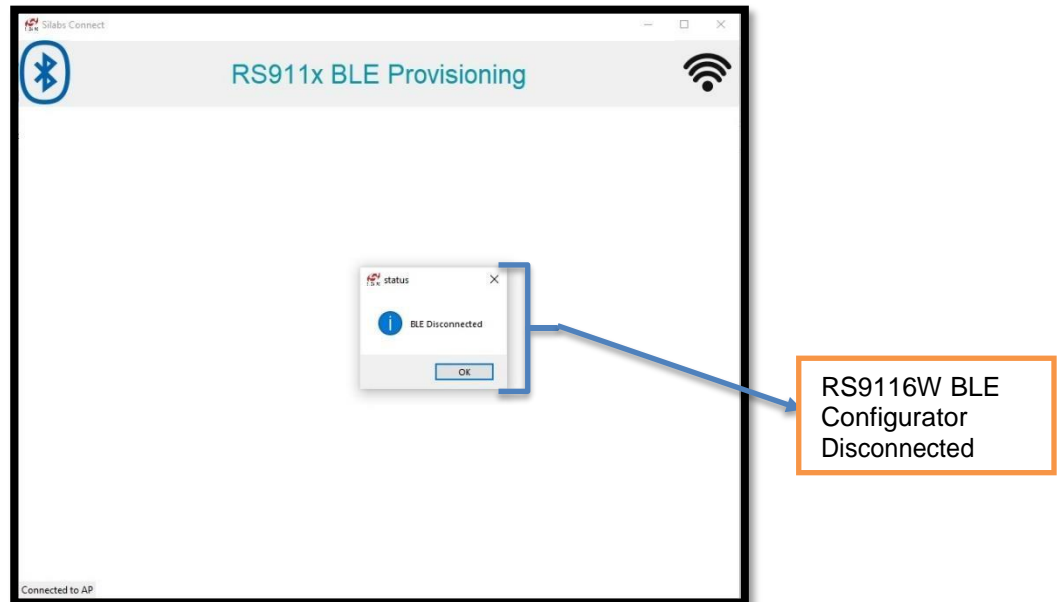 Silabs Connect
RS911x BLE Provisioning
status
BLE Disconnected
OK
RS9116W BLE
Configurator
Disconnected
Connected to AP